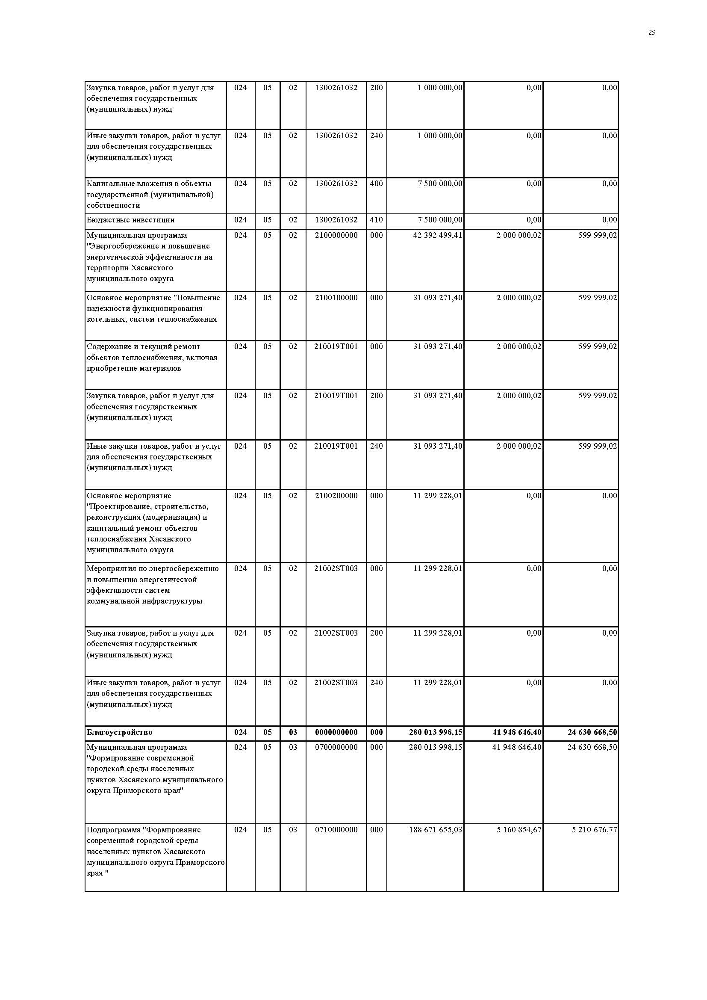 29
Закупка товаров, работ и услуг для 024 05 02 1300261032 200 1 000 000,00 0,00 0,00
обеспечения государственных
(муниципальных) нужд
Иные закупки товаров, работ и услуг 024 05 02 1300261032 240 1 000 000,00 0,00 0,00
для обеспечения государственных
(муниципальных) нужд
Капитальные вложения в объекты 024 05 02 1300261032 400 7 500 000,00 0,00 0,00
государственной (муниципальной)
собственности
Бюджетные инвестиции 024 05 02 1300261032 410 7 500 000,00 0,00 0,00
Муниципальная программа 024 05 02 2100000000 000 42 392 499,41 2 000 000,02 599 999,02
"Энергосбережение и повышение
энергетической эффективности на
территории Хасанского
муниципального округа
Основное мероприятие "Повышение 024 05 02 2100100000 000 31 093 271,40 2 000 000,02 599 999,02
надежности функционирования
котельных, систем теплоснабжения
Содержание и текущий ремонт 024 05 02 210019T001 000 31 093 271,40 2 000 000,02 599 999,02
объектов теплоснабжения, включая
приобретение материалов
Закупка товаров, работ и услуг для 024 05 02 210019T001 200 31 093 271,40 2 000 000,02 599 999,02
обеспечения государственных
(муниципальных) нужд
Иные закупки товаров, работ и услуг 024 05 02 210019T001 240 31 093 271,40 2 000 000,02 599 999,02
для обеспечения государственных
(муниципальных) нужд
Основное мероприятие 024 05 02 2100200000 000 11 299 228,01 0,00 0,00
"Проектирование, строительство,
реконструкция (модернизация) и
капитальный ремонт объектов
теплоснабжения Хасанского
муниципального округа
Мероприятия по энергосбережению 024 05 02 21002ST003 000 11 299 228,01 0,00 0,00
и повышению энергетической
эффективности систем
коммунальной инфраструктуры
Закупка товаров, работ и услуг для 024 05 02 21002ST003 200 11 299 228,01 0,00 0,00
обеспечения государственных
(муниципальных) нужд
Иные закупки товаров, работ и услуг 024 05 02 21002ST003 240 11 299 228,01 0,00 0,00
для обеспечения государственных
(муниципальных) нужд
Благоустройство 024 05 03 0000000000 000 280 013 998,15 41 948 646,40 24 630 668,50
Муниципальная программа 024 05 03 0700000000 000 280 013 998,15 41 948 646,40 24 630 668,50
"Формирование современной
городской среды населенных
пунктов Хасанского муниципального
округа Приморского края"
Подпрограмма "Формирование 024 05 03 0710000000 000 188 671 655,03 5 160 854,67 5 210 676,77
современной городской среды
населенных пунктов Хасанского
муниципального округа Приморского
края "